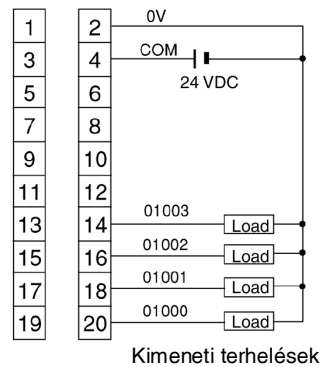 1 2 0V
3 4 COM
24 VDC
5 6
7 8
9 10
11 12
13 14 01003 Load
15 16 01002 Load
17 18 01001 Load
19 20 01000 Load
Kimeneti terhelések